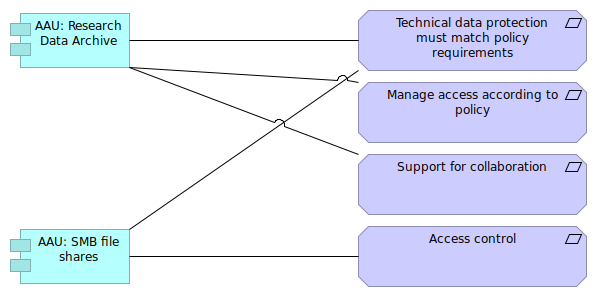 AAU: Research
Data Archive
Technical data protection
must match policy
requirements
Manage access according to
policy
Support for collaboration
AAU: SMB file
shares
Access control